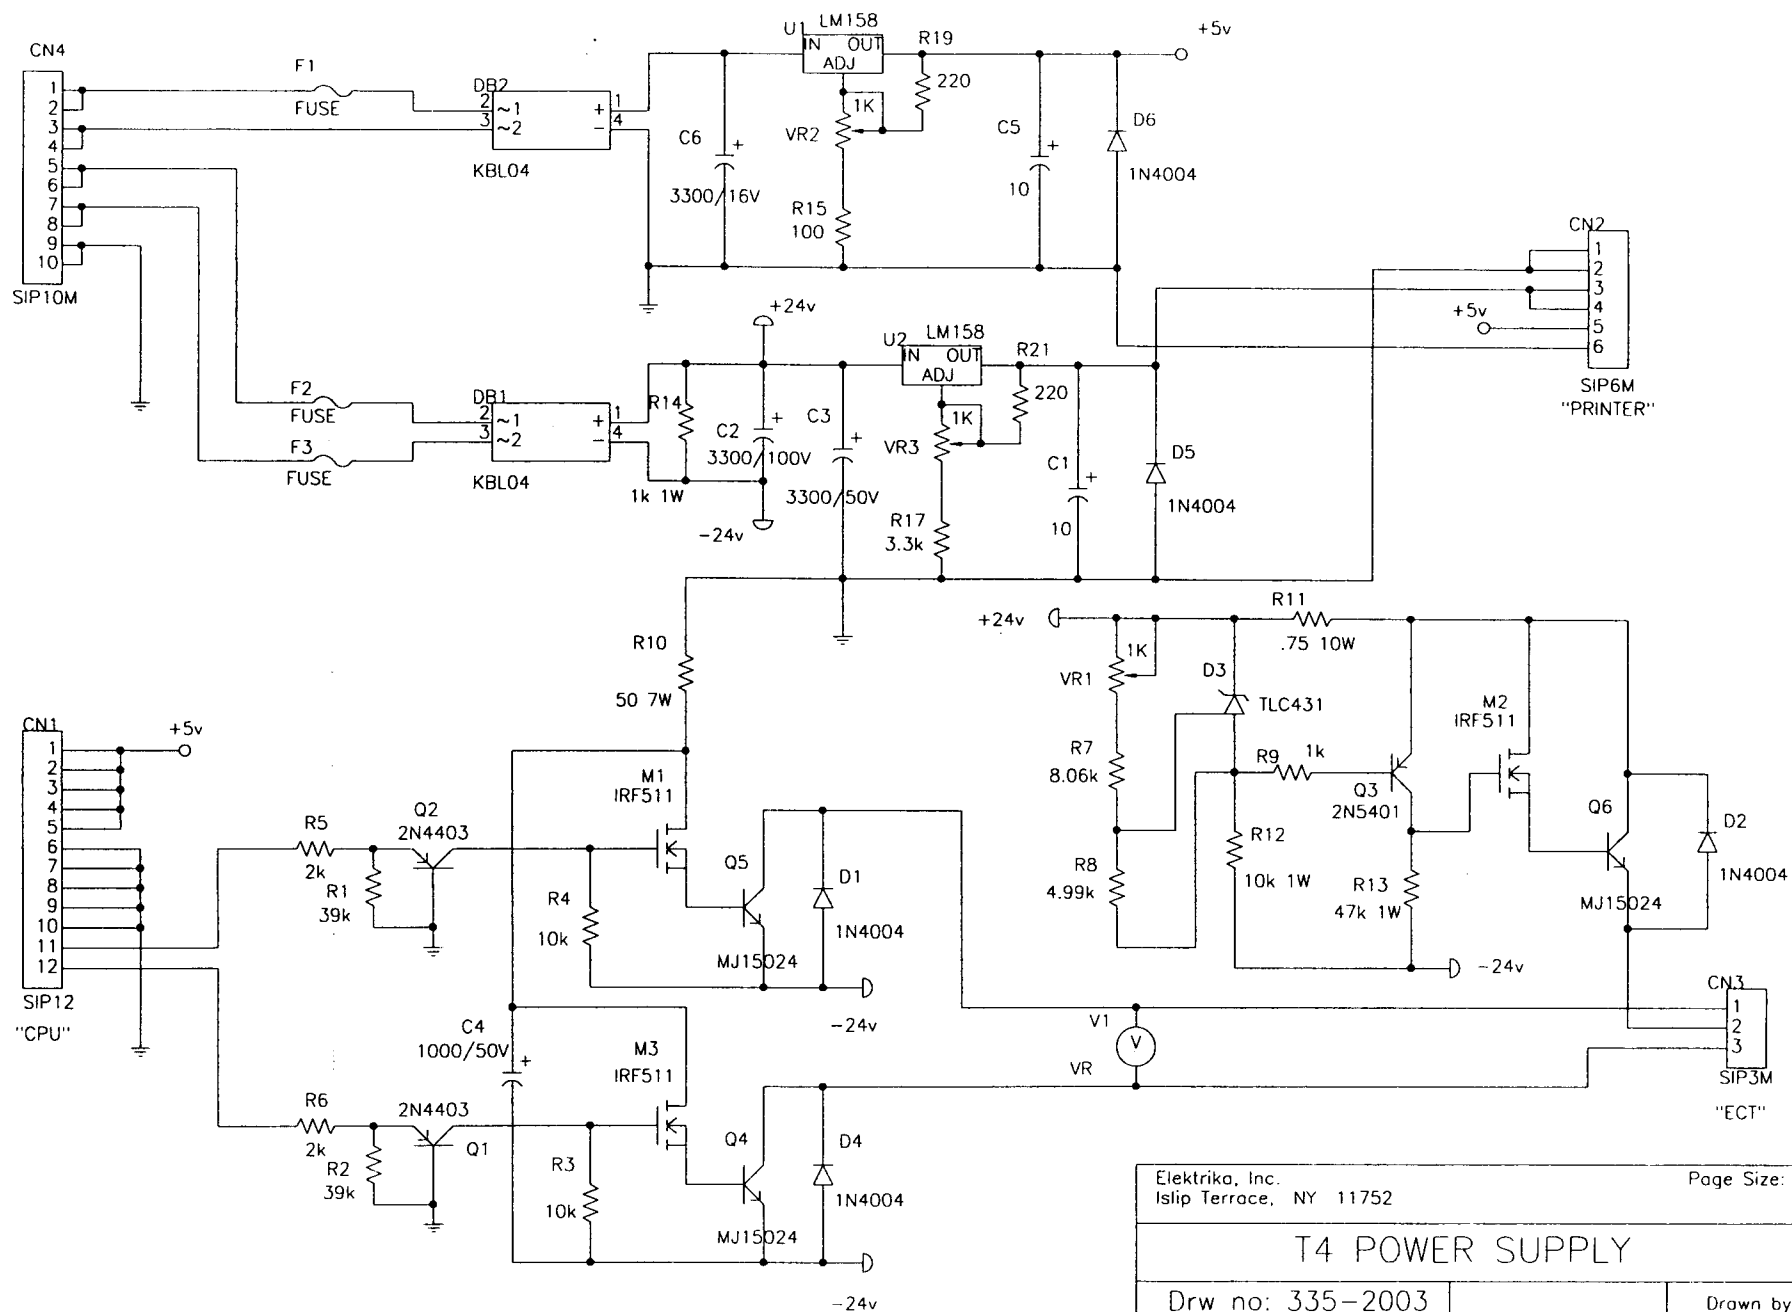 CN4
1
2
3
4
5
6
7
8
9
10
SIP10M
F1
FUSE
DB2
2 ~1 + 1
3 ~2 − 4
KBL04
C6
+
3300/16V
U1 LM158
IN OUT
ADJ
R19
220
1K
VR2
R15
100
C5
+
10
+5v
D6
1N4004
CN2
1
2
3
4
5
6
+5v
SIP6M
"PRINTER"
F2
FUSE
F3
FUSE
DB1
2 ~1 + 1
3 ~2 − 4
KBL04
R14
1k 1W
+24v
C2
+
3300/100V
-24v
C3
+
3300/50V
U2 LM158
IN OUT
ADJ
R21
220
1K
VR3
R17
3.3k
C1
+
10
D5
1N4004
R10
50 7W
+24v
R11
.75 10W
1K
VR1
D3
TLC431
R7
8.06k
R8
4.99k
R9 1k
R12
10k 1W
Q3
2N5401
R13
47k 1W
M2
IRF511
Q6
MJ15024
D2
1N4004
-24v
CN1
1
2
3
4
5
6
7
8
9
10
11
12
SIP12
"CPU"
+5v
R5
2k
R1
39k
Q2
2N4403
R4
10k
M1
IRF511
Q5
MJ15024
D1
1N4004
-24v
C4
1000/50V
+
R6
2k
R2
39k
2N4403
Q1
R3
10k
M3
IRF511
Q4
MJ15024
D4
1N4004
-24v
V1
V
VR
CN3
1
2
3
SIP3M
"ECT"
Elektrika, Inc.
Islip Terrace, NY 11752
Page Size:
T4 POWER SUPPLY
Drw no: 335-2003
Drawn by